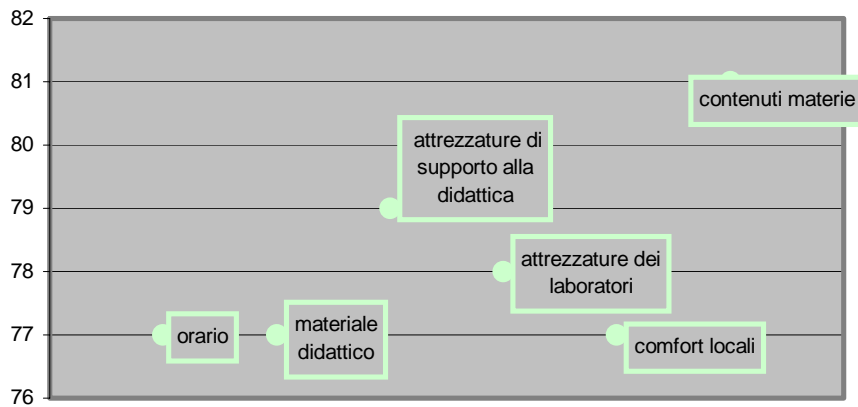 82
81
80
79
78
77
76
contenuti materie
attrezzature di
supporto alla
didattica
attrezzature dei
laboratori
orario
materiale
didattico
comfort locali